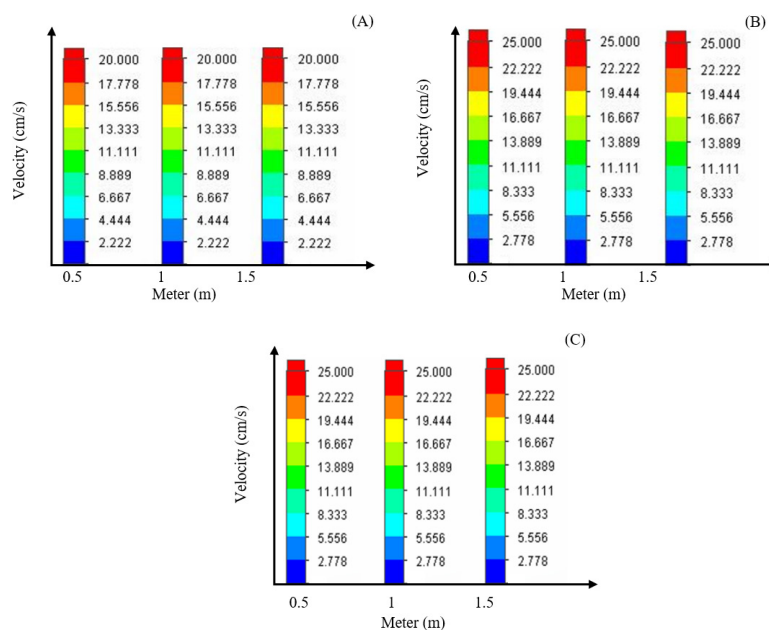 (A)
Velocity (cm/s)
20.000 20.000 20.000
17.778 17.778 17.778
15.556 15.556 15.556
13.333 13.333 13.333
11.111 11.111 11.111
8.889 8.889 8.889
6.667 6.667 6.667
4.444 4.444 4.444
2.222 2.222 2.222
0.5 1 1.5
Meter (m)
(B)
Velocity (cm/s)
25.000 25.000 25.000
22.222 22.222 22.222
19.444 19.444 19.444
16.667 16.667 16.667
13.889 13.889 13.889
11.111 11.111 11.111
8.333 8.333 8.333
5.556 5.556 5.556
2.778 2.778 2.778
0.5 1 1.5
Meter (m)
(C)
Velocity (cm/s)
25.000 25.000 25.000
22.222 22.222 22.222
19.444 19.444 19.444
16.667 16.667 16.667
13.889 13.889 13.889
11.111 11.111 11.111
8.333 8.333 8.333
5.556 5.556 5.556
2.778 2.778 2.778
0.5 1 1.5
Meter (m)